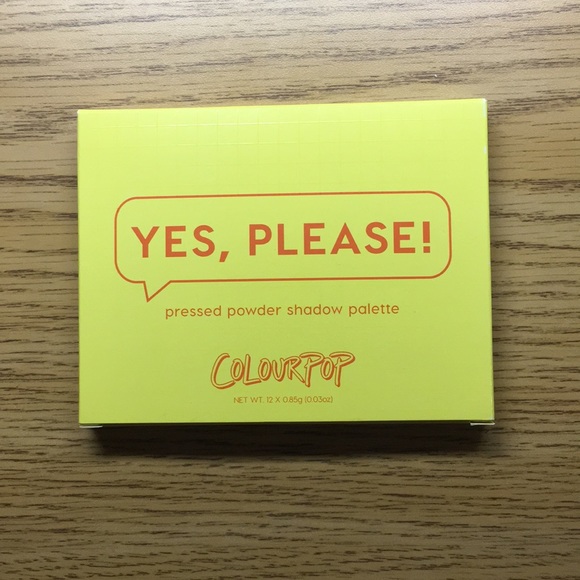 YES, PLEASE!
pressed powder shadow palette
COLOURPOP
NET WT. 12 X 0.85g (0.03oz)